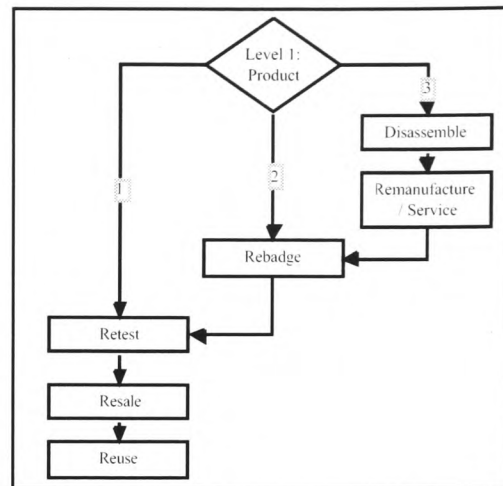 Level 1:
Product
3
Disassemble
1
2
Remanufacture
/ Service
Rebadge
Retest
Resale
Reuse